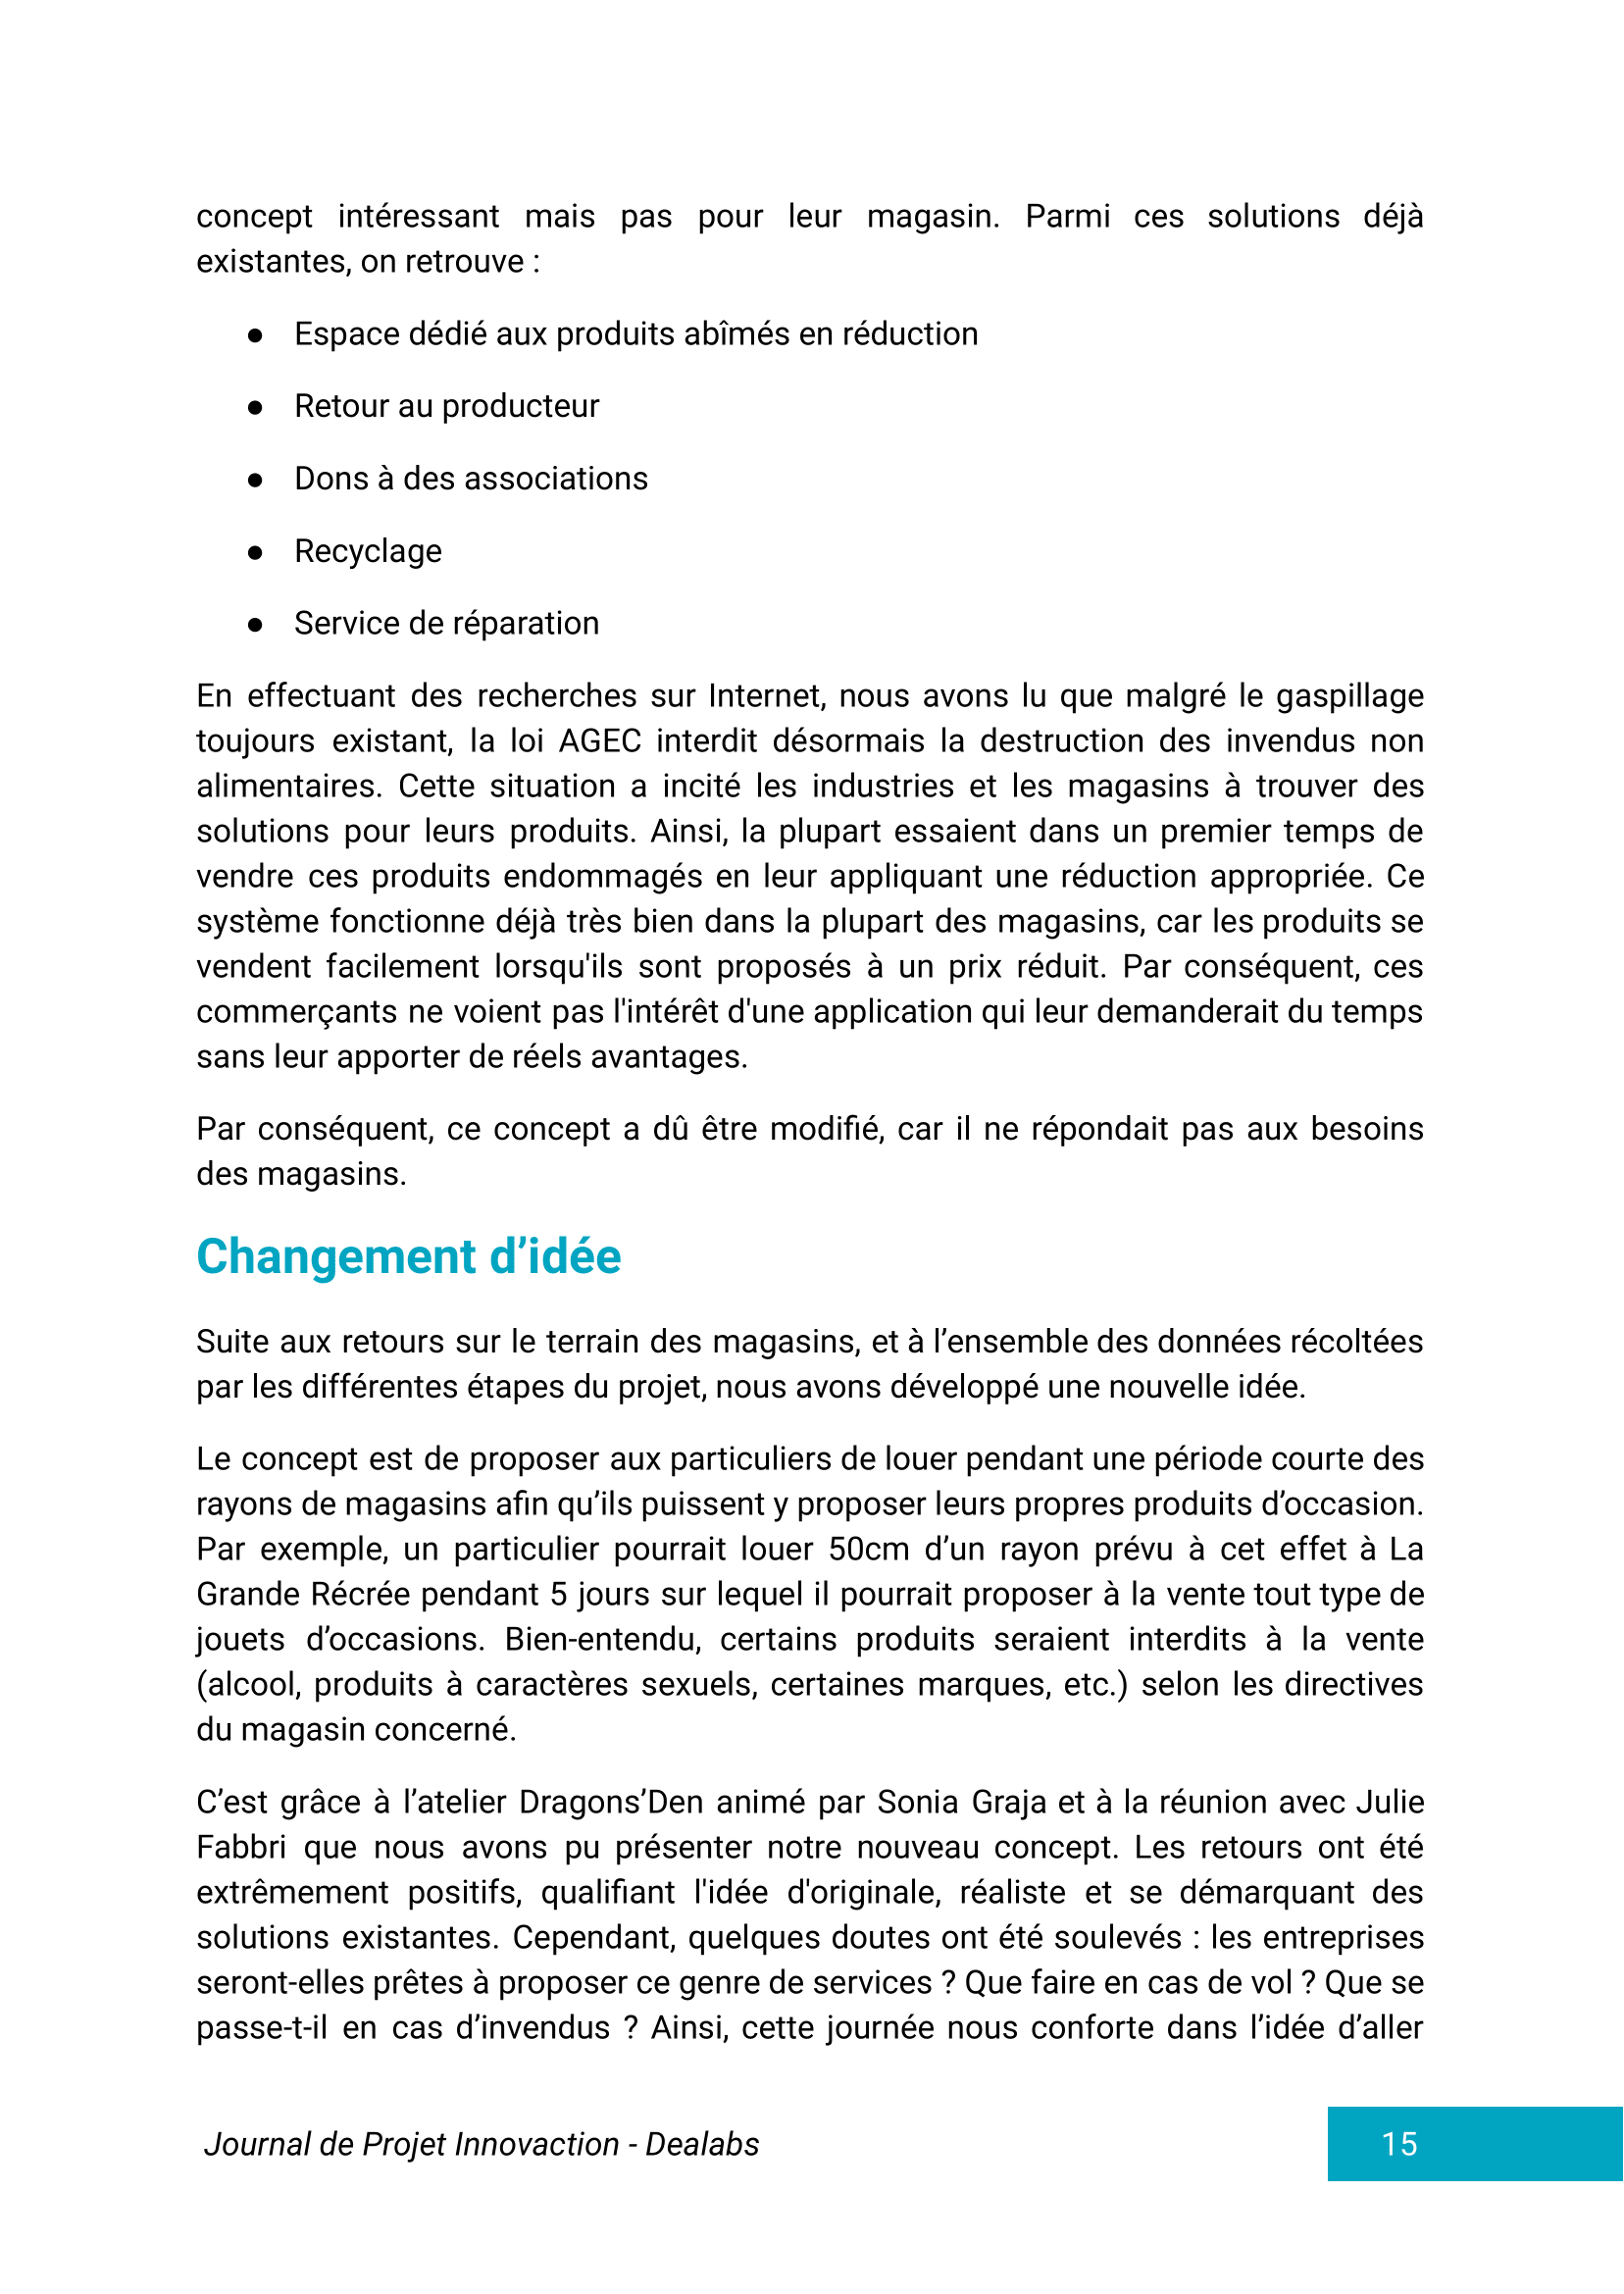 concept intéressant mais pas pour leur magasin. Parmi ces solutions déjà
existantes, on retrouve :
● Espace dédié aux produits abîmés en réduction
● Retour au producteur
● Dons à des associations
● Recyclage
● Service de réparation
En effectuant des recherches sur Internet, nous avons lu que malgré le gaspillage
toujours existant, la loi AGEC interdit désormais la destruction des invendus non
alimentaires. Cette situation a incité les industries et les magasins à trouver des
solutions pour leurs produits. Ainsi, la plupart essaient dans un premier temps de
vendre ces produits endommagés en leur appliquant une réduction appropriée. Ce
système fonctionne déjà très bien dans la plupart des magasins, car les produits se
vendent facilement lorsqu'ils sont proposés à un prix réduit. Par conséquent, ces
commerçants ne voient pas l'intérêt d'une application qui leur demanderait du temps
sans leur apporter de réels avantages.
Par conséquent, ce concept a dû être modifié, car il ne répondait pas aux besoins
des magasins.
Changement d’idée
Suite aux retours sur le terrain des magasins, et à l’ensemble des données récoltées
par les différentes étapes du projet, nous avons développé une nouvelle idée.
Le concept est de proposer aux particuliers de louer pendant une période courte des
rayons de magasins afin qu’ils puissent y proposer leurs propres produits d’occasion.
Par exemple, un particulier pourrait louer 50cm d’un rayon prévu à cet effet à La
Grande Récrée pendant 5 jours sur lequel il pourrait proposer à la vente tout type de
jouets d’occasions. Bien-entendu, certains produits seraient interdits à la vente
(alcool, produits à caractères sexuels, certaines marques, etc.) selon les directives
du magasin concerné.
C’est grâce à l’atelier Dragons’Den animé par Sonia Graja et à la réunion avec Julie
Fabbri que nous avons pu présenter notre nouveau concept. Les retours ont été
extrêmement positifs, qualifiant l'idée d'originale, réaliste et se démarquant des
solutions existantes. Cependant, quelques doutes ont été soulevés : les entreprises
seront-elles prêtes à proposer ce genre de services ? Que faire en cas de vol ? Que se
passe-t-il en cas d’invendus ? Ainsi, cette journée nous conforte dans l’idée d’aller
Journal de Projet Innovaction - Dealabs
15